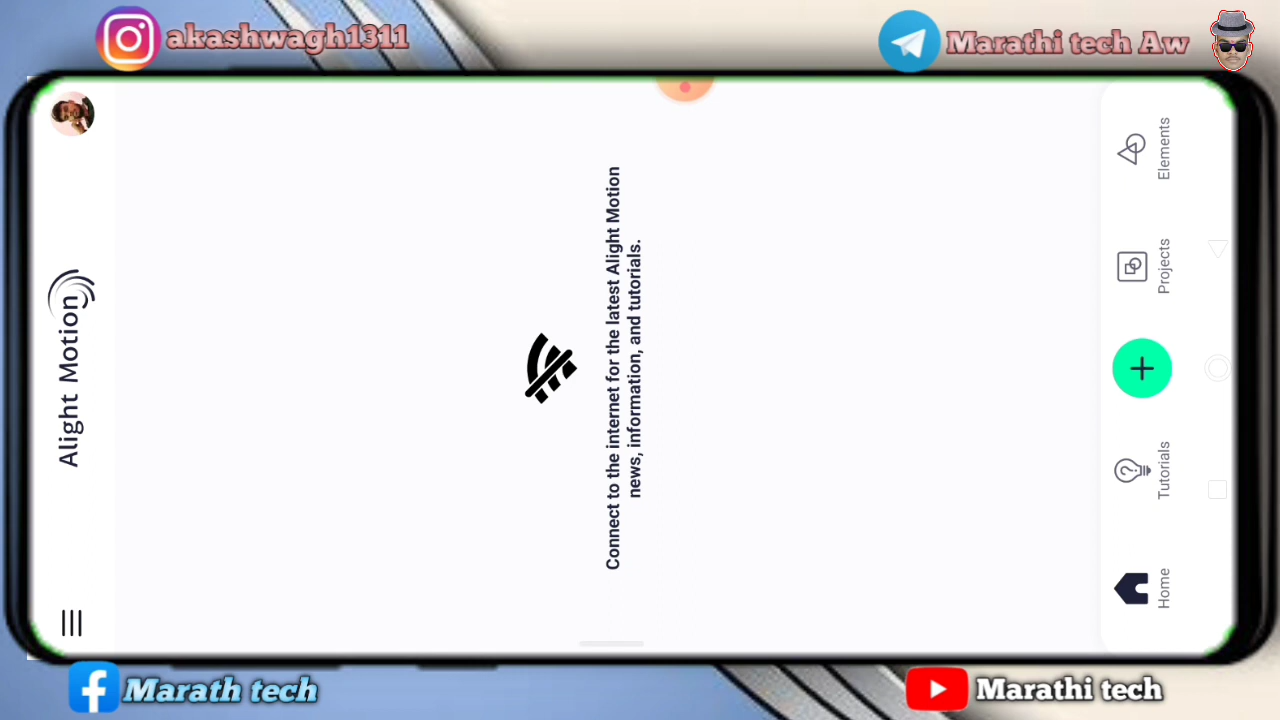 akashwagh1311
Marathi tech Aw
Alight Motion
Connect to the internet for the latest Alight Motion
news, information, and tutorials.
Home
Tutorials
Projects
Elements
Marath tech
Marathi tech